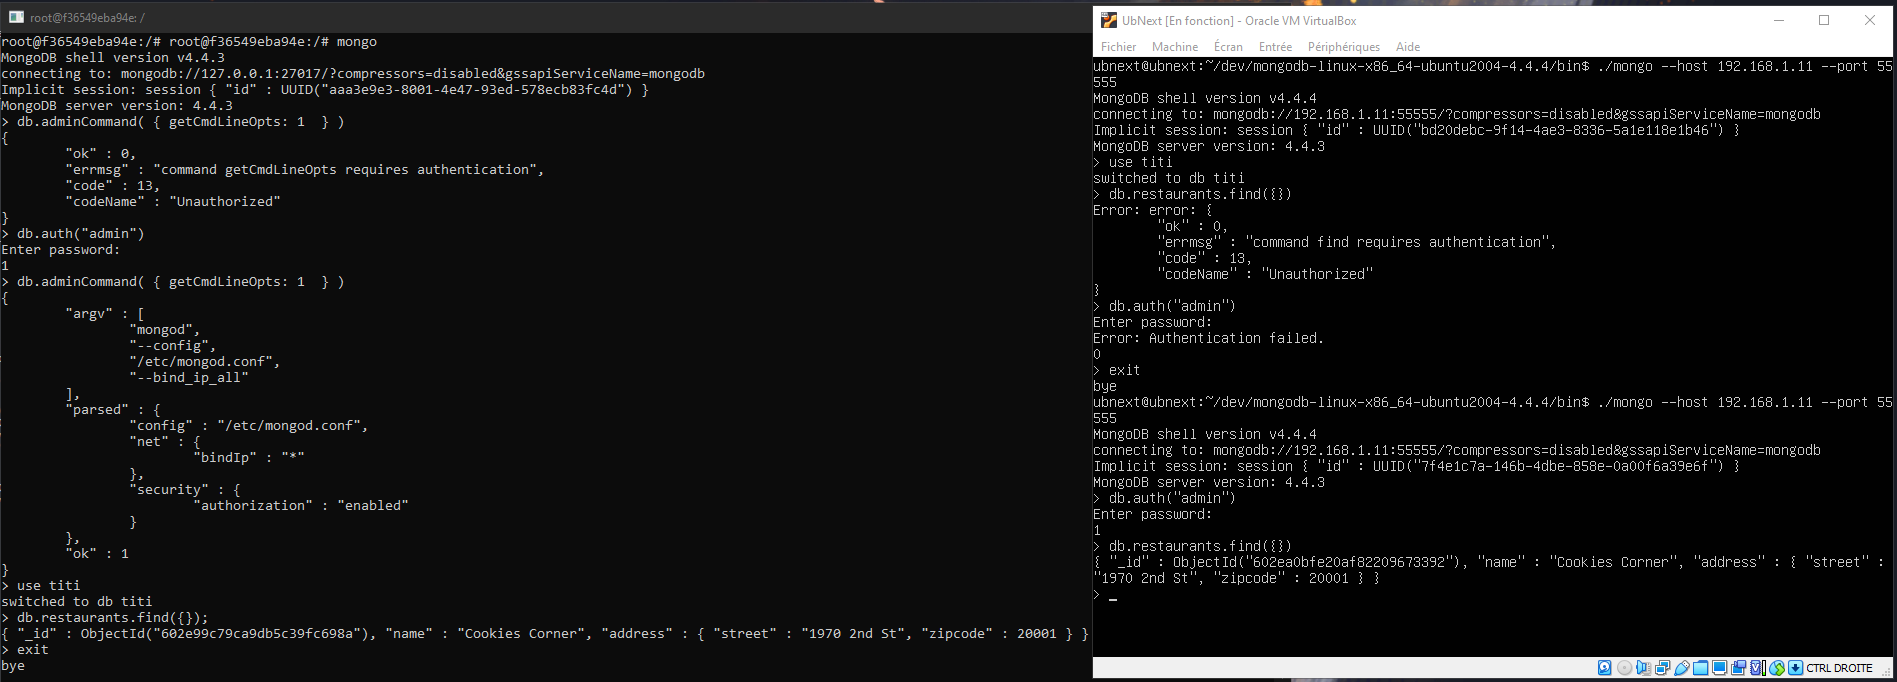 root@f36549eba94e: /
root@f36549eba94e:/# root@f36549eba94e:/# mongo
MongoDB shell version v4.4.3
connecting to: mongodb://127.0.0.1:27017/?compressors=disabled&gssapiServiceName=mongodb
Implicit session: session { "id" : UUID("aaa3e9e3-8001-4e47-93ed-578ecb83fc4d") }
MongoDB server version: 4.4.3
> db.adminCommand( { getCmdLineOpts: 1  } )
{
        "ok" : 0,
        "errmsg" : "command getCmdLineOpts requires authentication",
        "code" : 13,
        "codeName" : "Unauthorized"
}
> db.auth("admin")
Enter password:
1
> db.adminCommand( { getCmdLineOpts: 1  } )
{
        "argv" : [
                "mongod",
                "--config",
                "/etc/mongod.conf",
                "--bind_ip_all"
        ],
        "parsed" : {
                "config" : "/etc/mongod.conf",
                "net" : {
                        "bindIp" : "*"
                },
                "security" : {
                        "authorization" : "enabled"
                }
        },
        "ok" : 1
}
> use titi
switched to db titi
> db.restaurants.find({});
{ "_id" : ObjectId("602e99c79ca9db5c39fc698a"), "name" : "Cookies Corner", "address" : { "street" : "1970 2nd St", "zipcode" : 20001 } }
> exit
bye
UbNext [En fonction] - Oracle VM VirtualBox
Fichier Machine Écran Entrée Périphériques Aide
ubnext@ubnext:~/dev/mongodb-linux-x86_64-ubuntu2004-4.4.4/bin$ ./mongo --host 192.168.1.11 --port 55
555
MongoDB shell version v4.4.4
connecting to: mongodb://192.168.1.11:55555/?compressors=disabled&gssapiServiceName=mongodb
Implicit session: session { "id" : UUID("bd20debc-9f14-4ae3-8336-5a1e118e1b46") }
MongoDB server version: 4.4.3
> use titi
switched to db titi
> db.restaurants.find({})
Error: error: {
        "ok" : 0,
        "errmsg" : "command find requires authentication",
        "code" : 13,
        "codeName" : "Unauthorized"
}
> db.auth("admin")
Enter password:
Error: Authentication failed.
0
> exit
bye
ubnext@ubnext:~/dev/mongodb-linux-x86_64-ubuntu2004-4.4.4/bin$ ./mongo --host 192.168.1.11 --port 55
555
MongoDB shell version v4.4.4
connecting to: mongodb://192.168.1.11:55555/?compressors=disabled&gssapiServiceName=mongodb
Implicit session: session { "id" : UUID("7f4e1c7a-146b-4dbe-858e-0a00f6a39e6f") }
MongoDB server version: 4.4.3
> db.auth("admin")
Enter password:
1
> db.restaurants.find({})
{ "_id" : ObjectId("602ea0bfe20af82209673392"), "name" : "Cookies Corner", "address" : { "street" :
"1970 2nd St", "zipcode" : 20001 } }
> _
CTRL DROITE